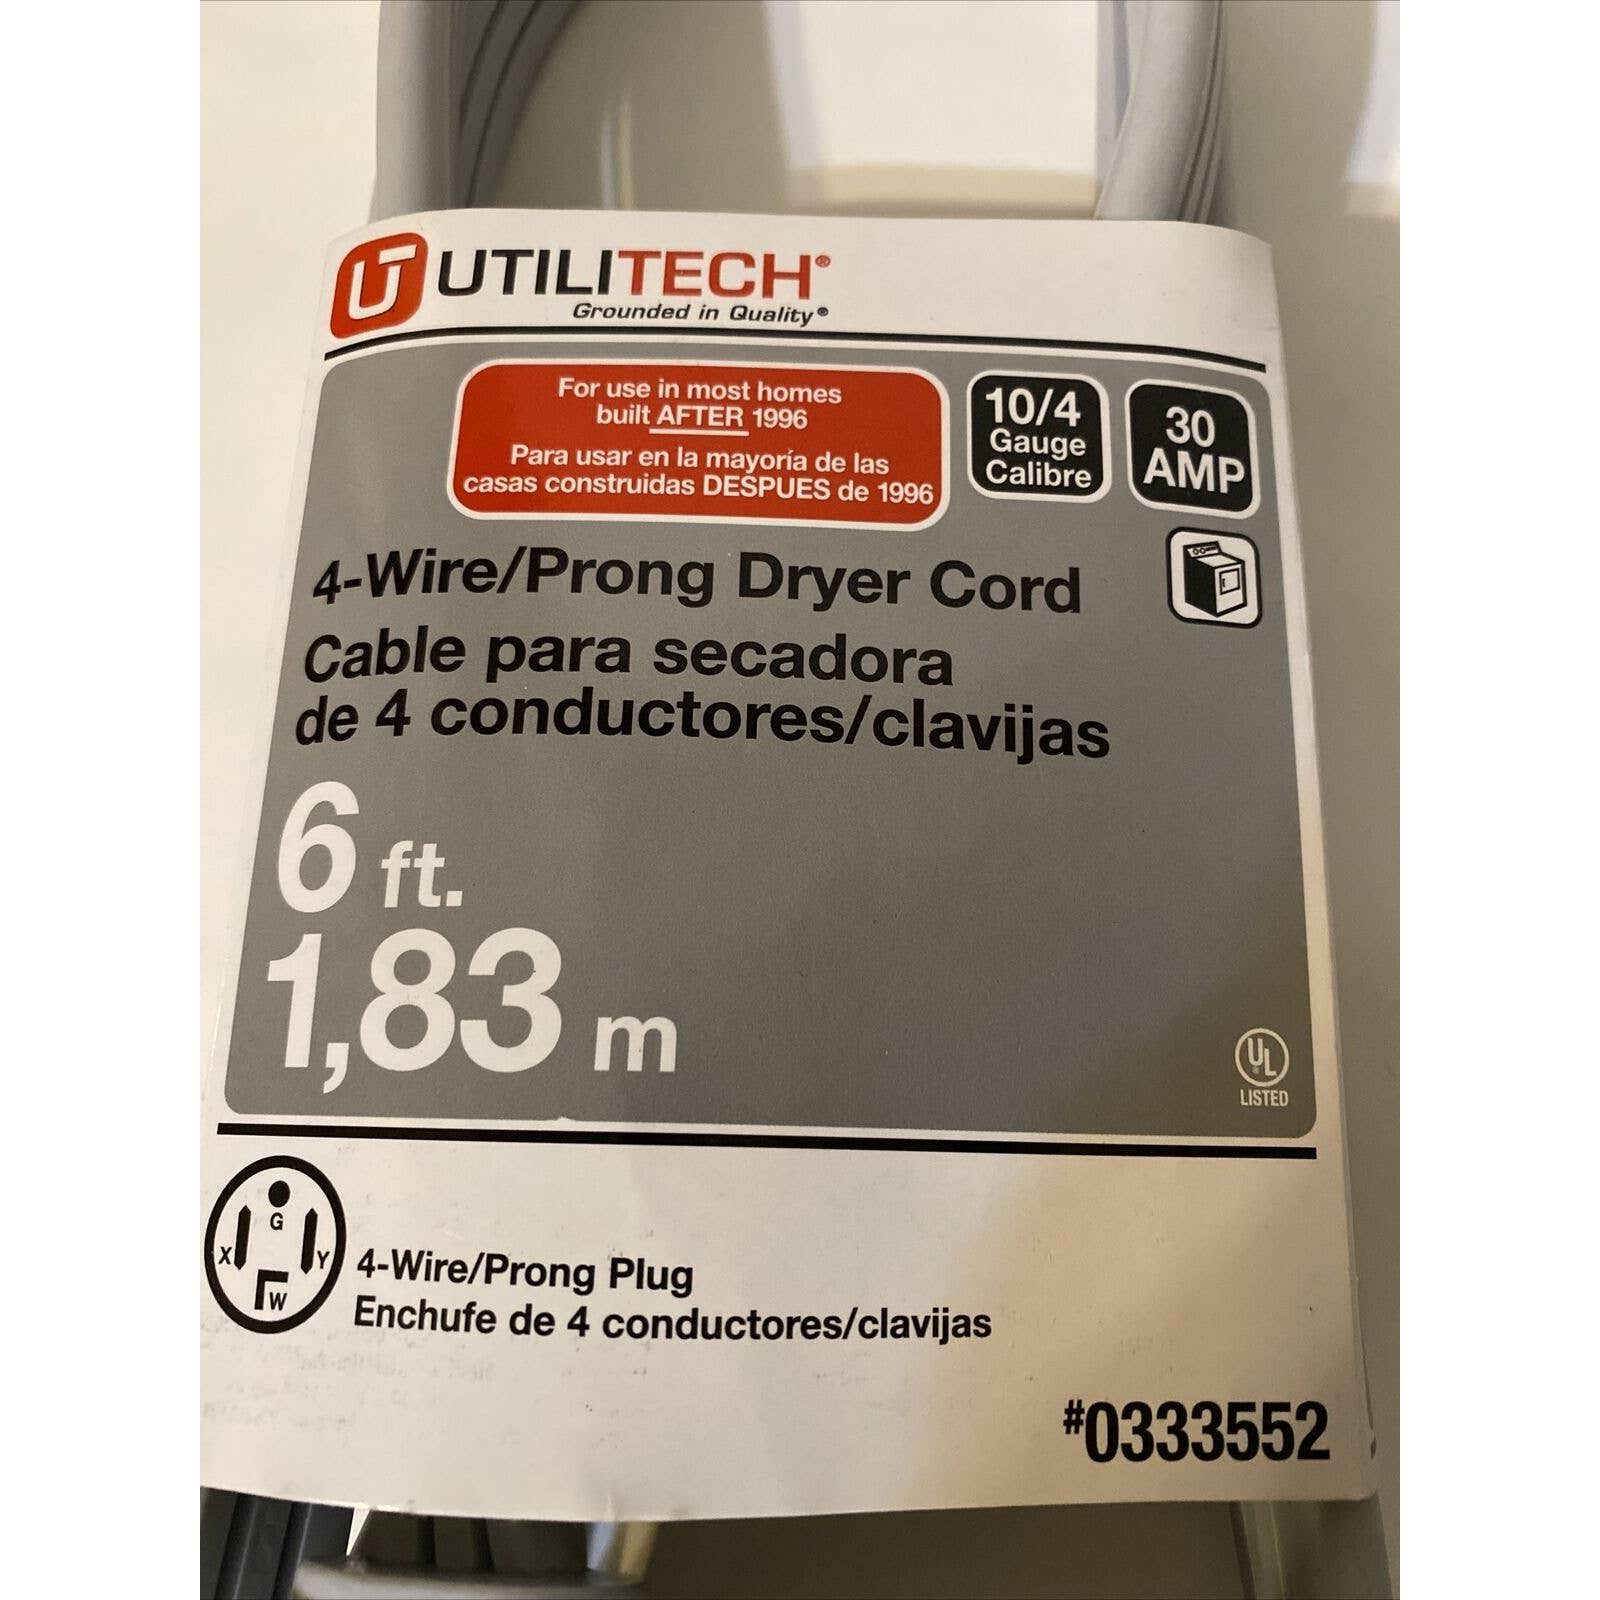 UTILITECH®
Grounded in Quality®
For use in most homes
built AFTER 1996
Para usar en la mayoría de las
casas construidas DESPUES de 1996
10/4
Gauge
Calibre
30
AMP
4-Wire/Prong Dryer Cord
Cable para secadora
de 4 conductores/clavijas
6 ft.
1,83 m
UL
LISTED
G
X
Y
W
4-Wire/Prong Plug
Enchufe de 4 conductores/clavijas
#0333552